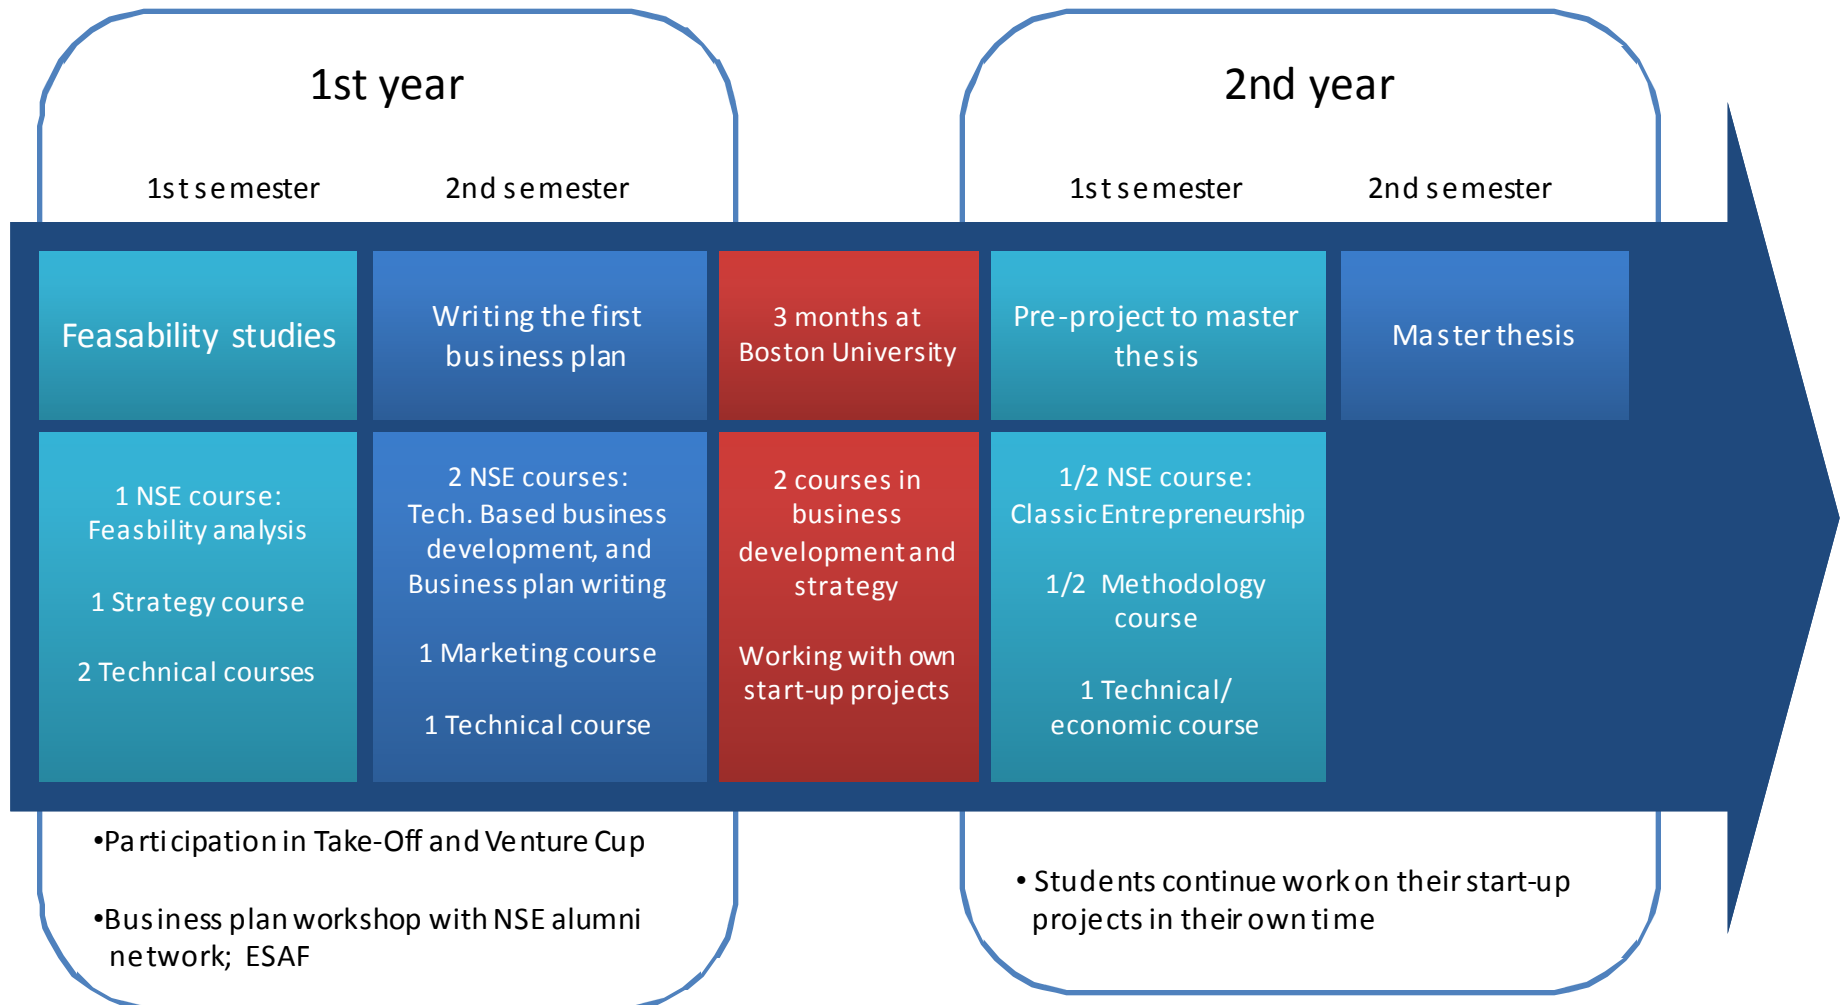 1st year
2nd year
1st semester
2nd semester
1st semester
2nd semester
Feasability studies
Writing the first
business plan
3 months at
Boston University
Pre-project to master
thesis
Master thesis
1 NSE course:
Feasbility analysis
1 Strategy course
2 Technical courses
2 NSE courses:
Tech. Based business
development, and
Business plan writing
1 Marketing course
1 Technical course
2 courses in
business
development and
strategy
Working with own
start-up projects
1/2 NSE course:
Classic Entrepreneurship
1/2 Methodology
course
1 Technical/
economic course
•Participation in Take-Off and Venture Cup
•Business plan workshop with NSE alumni
network; ESAF
• Students continue work on their start-up
projects in their own time